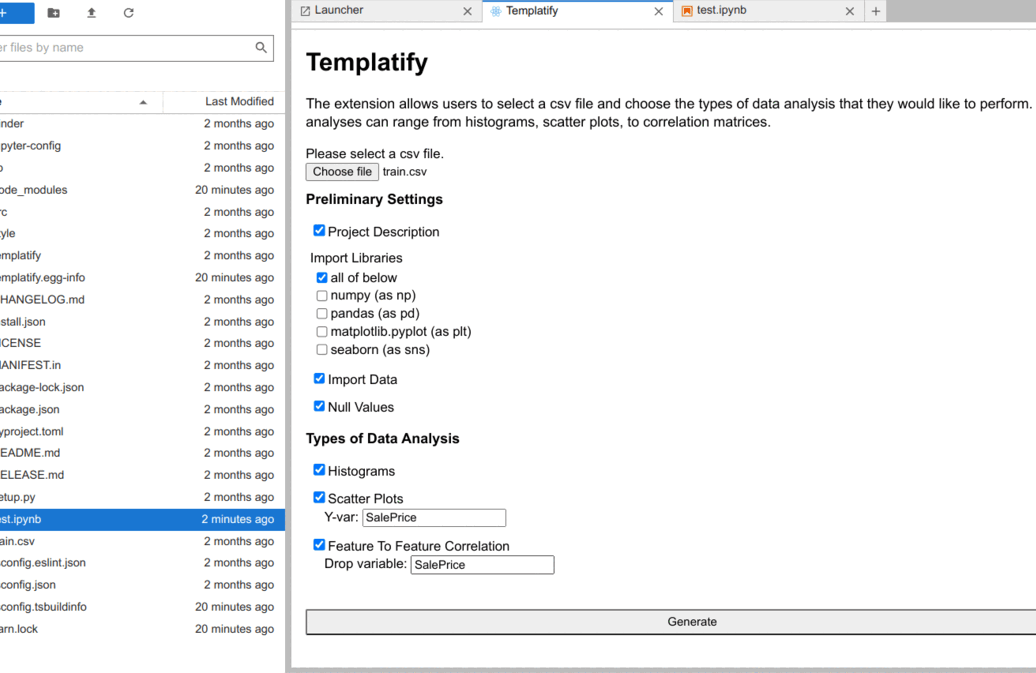 Launcher
Templatify
test.ipynb
er files by name
Last Modified
inder 2 months ago
pyter-config 2 months ago
2 months ago
ode_modules 20 minutes ago
rc 2 months ago
yle 2 months ago
emplatify 2 months ago
emplatify.egg-info 20 minutes ago
HANGELOG.md 2 months ago
stall.json 2 months ago
ICENSE 2 months ago
IANIFEST.in 2 months ago
ackage-lock.json 2 months ago
ackage.json 2 months ago
yproject.toml 2 months ago
EADME.md 2 months ago
ELEASE.md 2 months ago
etup.py 2 months ago
est.ipynb 2 minutes ago
ain.csv 2 months ago
config.eslint.json 2 months ago
config.json 2 months ago
config.tsbuildinfo 20 minutes ago
arn.lock 20 minutes ago
Templatify
The extension allows users to select a csv file and choose the types of data analysis that they would like to perform.
analyses can range from histograms, scatter plots, to correlation matrices.
Please select a csv file.
Choose file train.csv
Preliminary Settings
Project Description
Import Libraries
all of below
numpy (as np)
pandas (as pd)
matplotlib.pyplot (as plt)
seaborn (as sns)
Import Data
Null Values
Types of Data Analysis
Histograms
Scatter Plots
Y-var: SalePrice
Feature To Feature Correlation
Drop variable: SalePrice
Generate